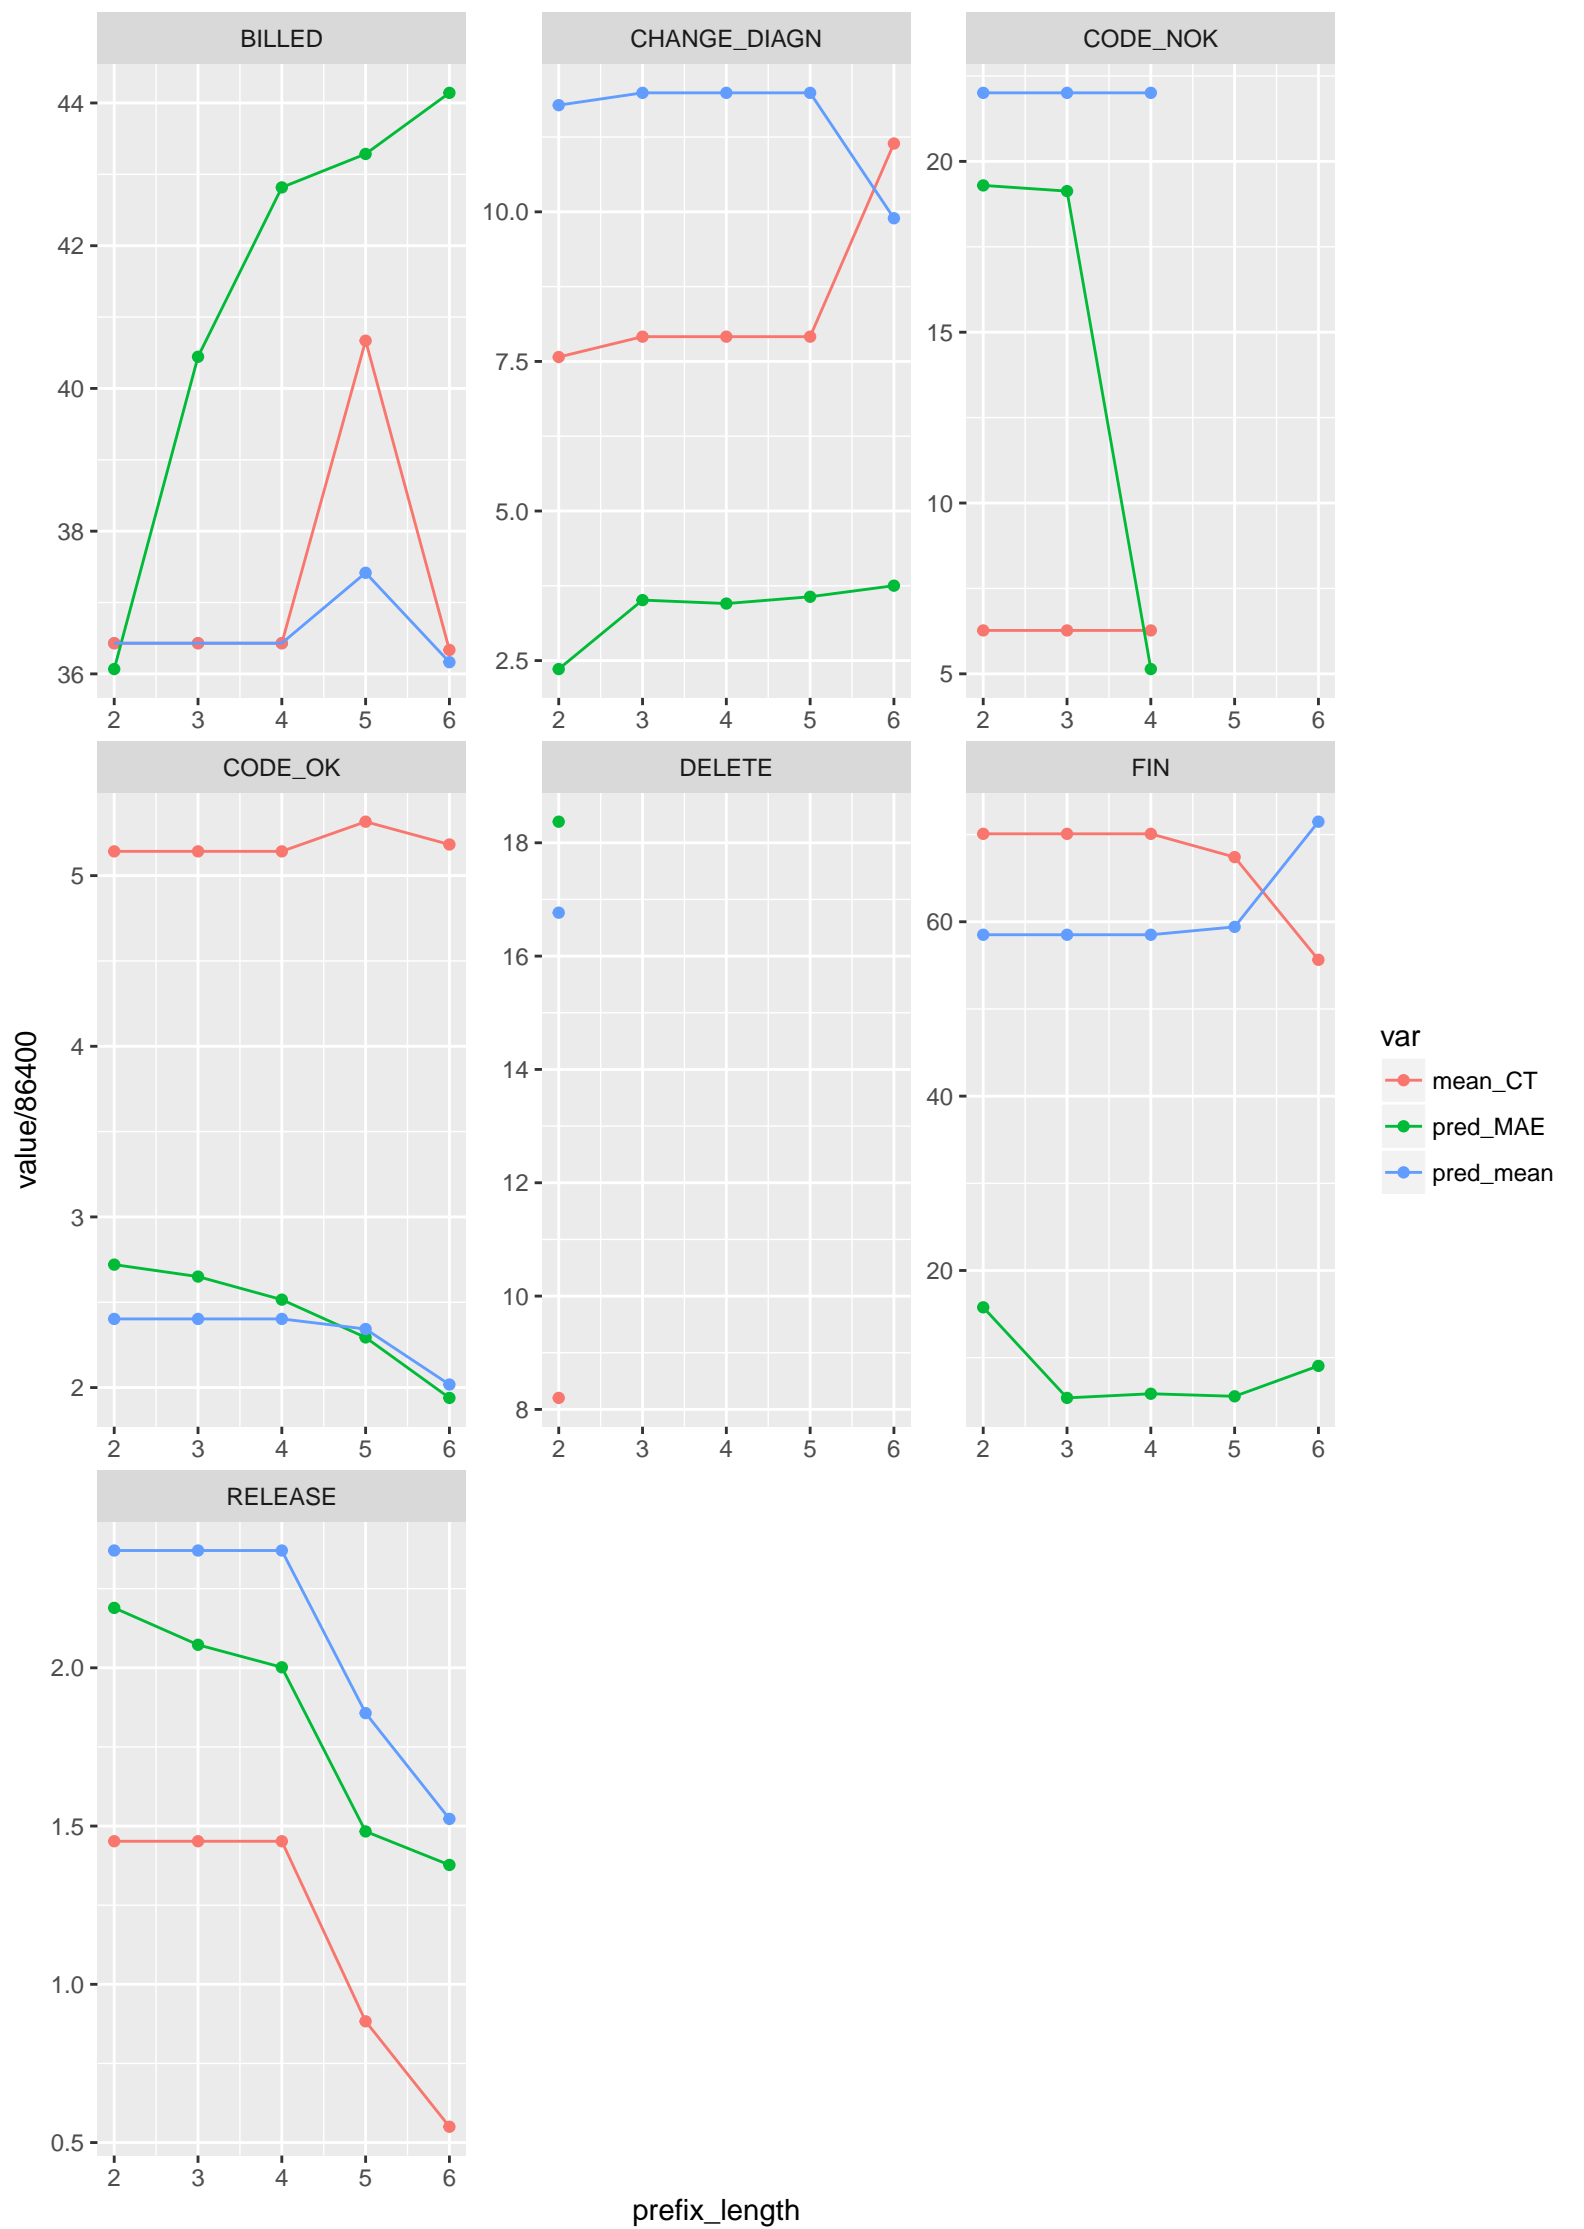 BILLED CHANGE_DIAGN CODE_NOK
44
42
40
38
36
10.0
7.5
5.0
2.5
20
15
10
5
2 3 4 5 6 2 3 4 5 6 2 3 4 5 6
CODE_OK DELETE FIN
5
4
3
2
18
16
14
12
10
8
60
40
20
2 3 4 5 6 2 3 4 5 6 2 3 4 5 6
RELEASE
2.0
1.5
1.0
0.5
2 3 4 5 6
value/86400
prefix_length
var
mean_CT
pred_MAE
pred_mean